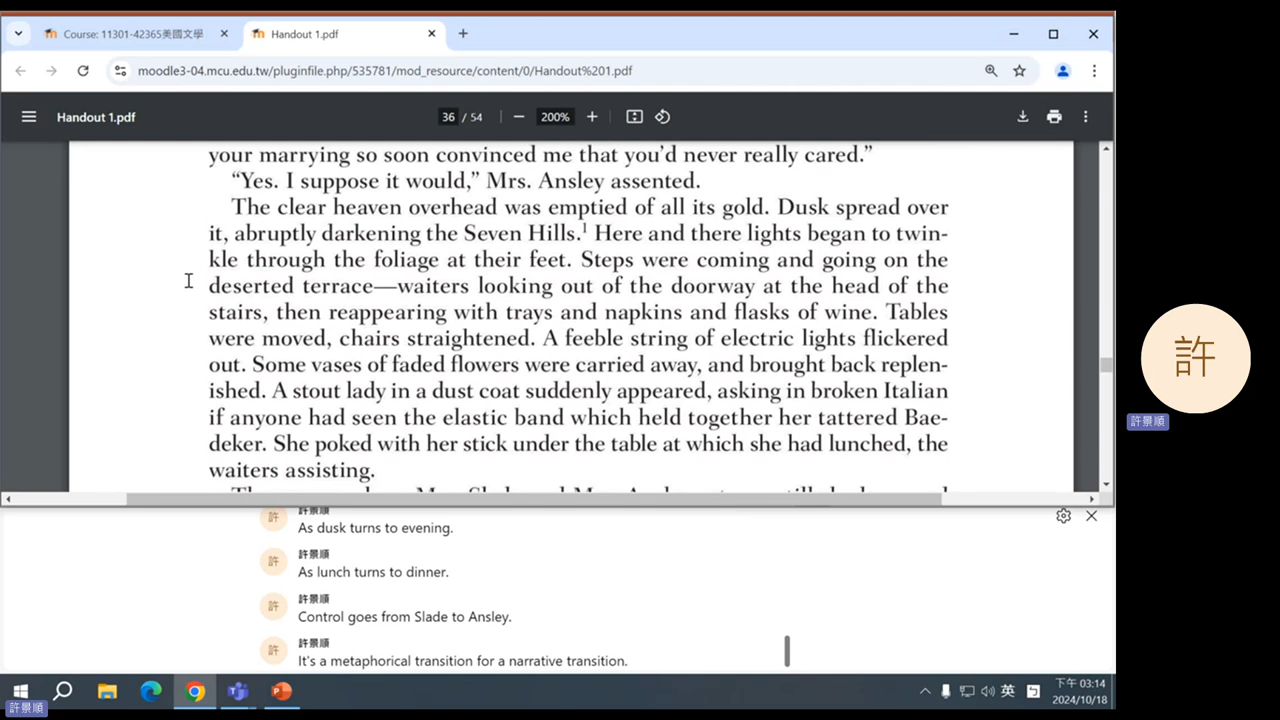 Course: 11301-42365美國文學
Handout 1.pdf
moodle3-04.mcu.edu.tw/pluginfile.php/535781/mod_resource/content/0/Handout%201.pdf
Handout 1.pdf
36 / 54
200%
your marrying so soon convinced me that you’d never really cared.”
“Yes. I suppose it would,” Mrs. Ansley assented.
The clear heaven overhead was emptied of all its gold. Dusk spread over
it, abruptly darkening the Seven Hills.1 Here and there lights began to twin-
kle through the foliage at their feet. Steps were coming and going on the
deserted terrace—waiters looking out of the doorway at the head of the
stairs, then reappearing with trays and napkins and flasks of wine. Tables
were moved, chairs straightened. A feeble string of electric lights flickered
out. Some vases of faded flowers were carried away, and brought back replen-
ished. A stout lady in a dust coat suddenly appeared, asking in broken Italian
if anyone had seen the elastic band which held together her tattered Bae-
deker. She poked with her stick under the table at which she had lunched, the
waiters assisting.
許
許景順
許
許景順
As dusk turns to evening.
許
許景順
As lunch turns to dinner.
許
許景順
Control goes from Slade to Ansley.
許
許景順
It's a metaphorical transition for a narrative transition.
英
下午 03:14
2024/10/18
許景順